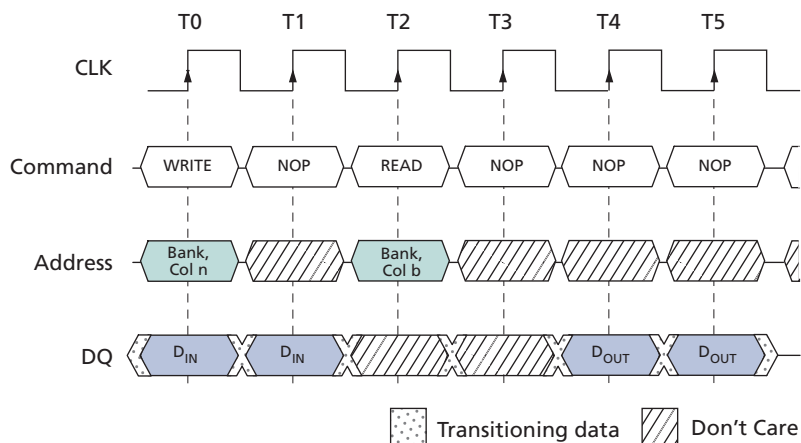 T0 T1 T2 T3 T4 T5
CLK
Command WRITE NOP READ NOP NOP NOP
Address Bank, Col n Bank, Col b
DQ DIN DIN DOUT DOUT
Transitioning data Don't Care